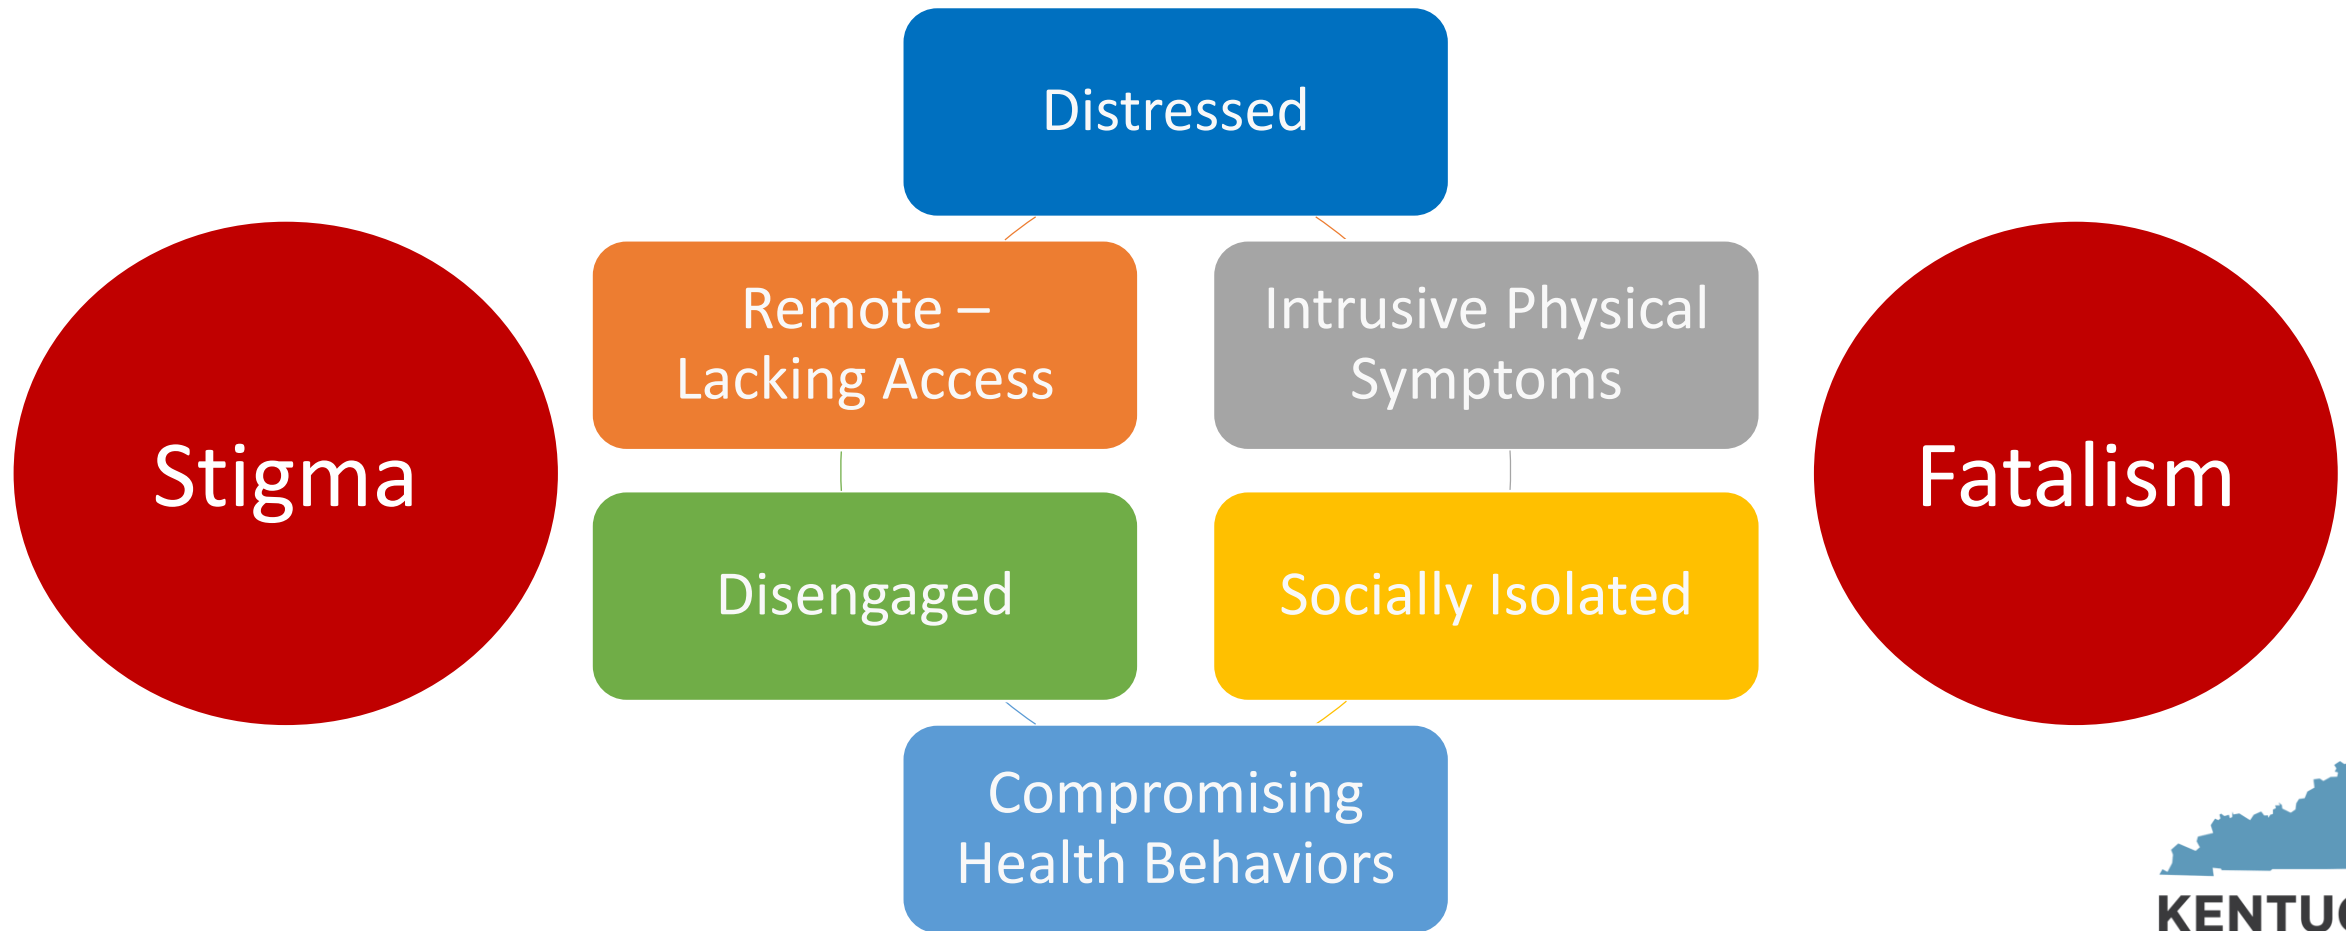 Distressed
Remote –
Lacking Access
Intrusive Physical
Symptoms
Stigma
Fatalism
Disengaged
Socially Isolated
Compromising
Health Behaviors